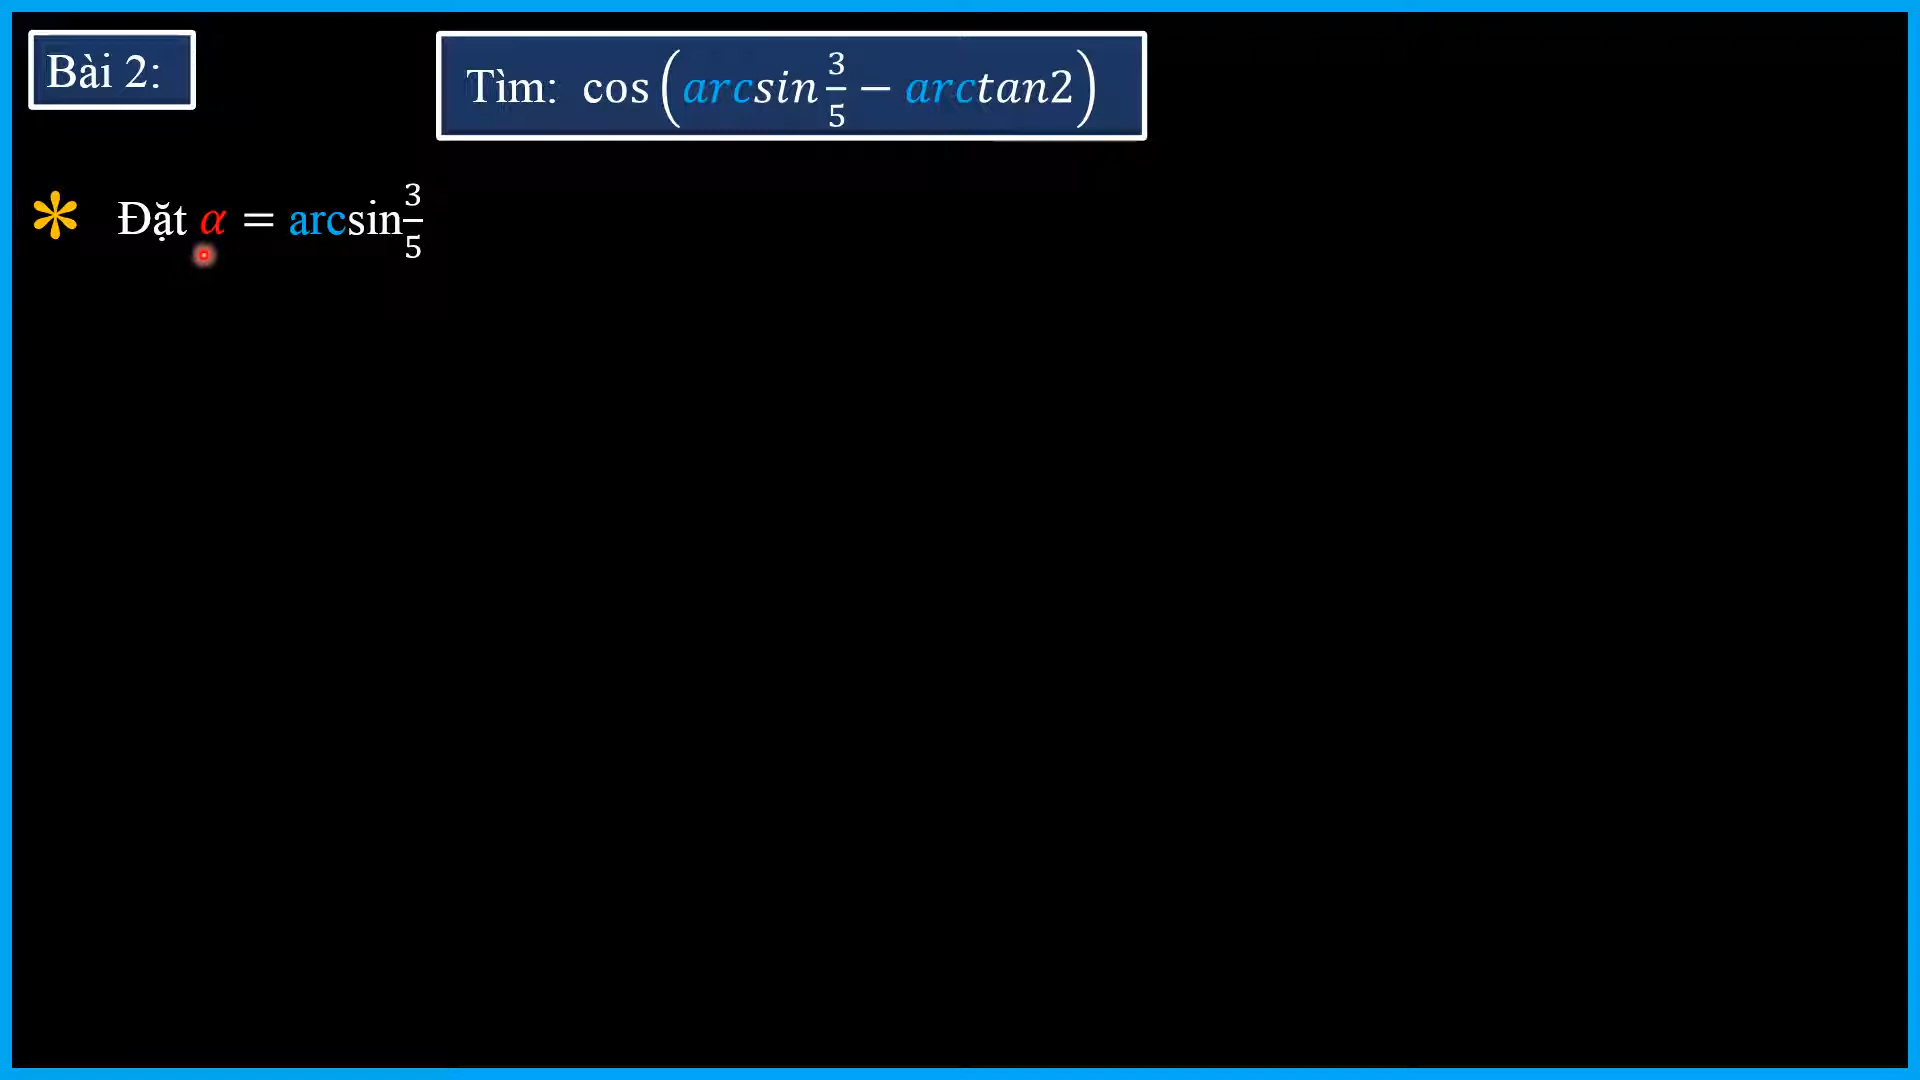 Bài 2:
Tìm: cos(arcsin 3/5 − arctan2)
* Đặt α = arcsin 3/5